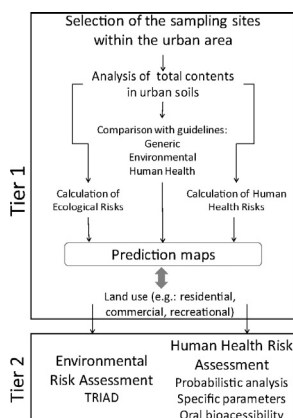 Tier 1
Selection of the sampling sites
within the urban area
Analysis of total contents
in urban soils
Comparison with guidelines:
Generic
Environmental
Human Health
Calculation of
Ecological Risks
Calculation of Human
Health Risks
Prediction maps
Land use (e.g.: residential,
commercial, recreational)
Tier 2
Environmental
Risk Assessment
TRIAD
Human Health Risk
Assessment
Probabilistic analysis
Specific parameters
Oral bioaccessibility